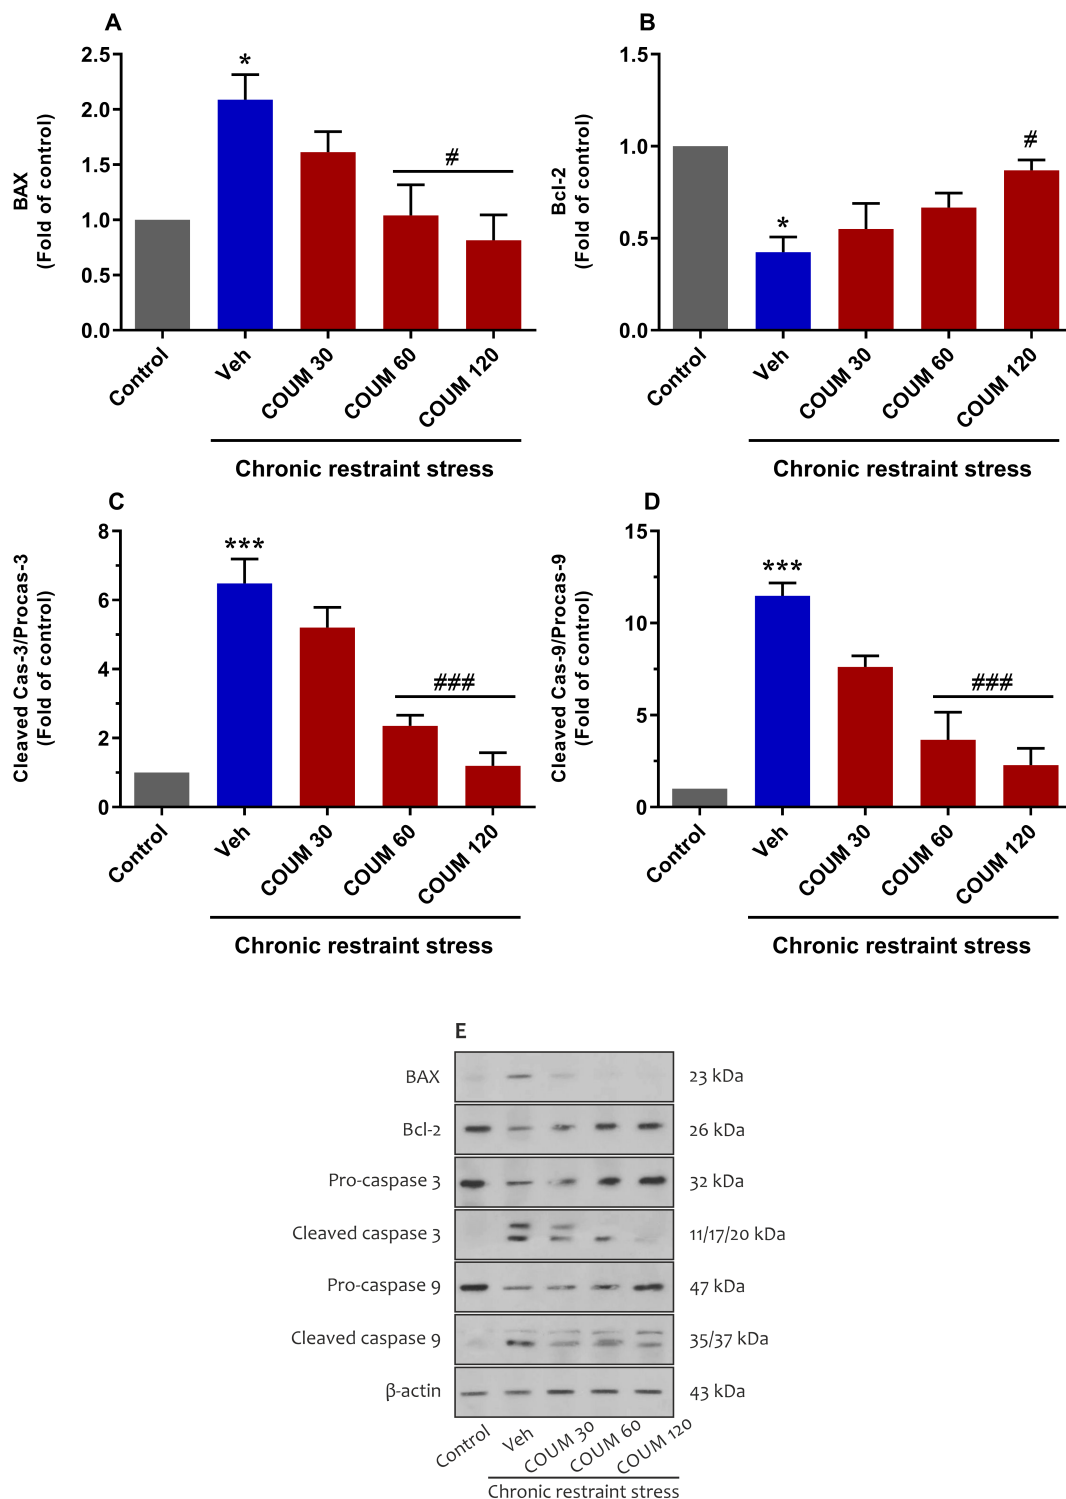 A
BAX
(Fold of control)
2.5
2.0
1.5
1.0
0.5
0.0
*
#
Control
Veh
COUM 30
COUM 60
COUM 120
Chronic restraint stress
B
Bcl-2
(Fold of control)
1.5
1.0
0.5
0.0
*
#
Control
Veh
COUM 30
COUM 60
COUM 120
Chronic restraint stress
C
Cleaved Cas-3/Procas-3
(Fold of control)
8
6
4
2
0
***
###
Control
Veh
COUM 30
COUM 60
COUM 120
Chronic restraint stress
D
Cleaved Cas-9/Procas-9
(Fold of control)
15
10
5
0
***
###
Control
Veh
COUM 30
COUM 60
COUM 120
Chronic restraint stress
E
BAX 23 kDa
Bcl-2 26 kDa
Pro-caspase 3 32 kDa
Cleaved caspase 3 11/17/20 kDa
Pro-caspase 9 47 kDa
Cleaved caspase 9 35/37 kDa
β-actin 43 kDa
Control
Veh
COUM 30
COUM 60
COUM 120
Chronic restraint stress